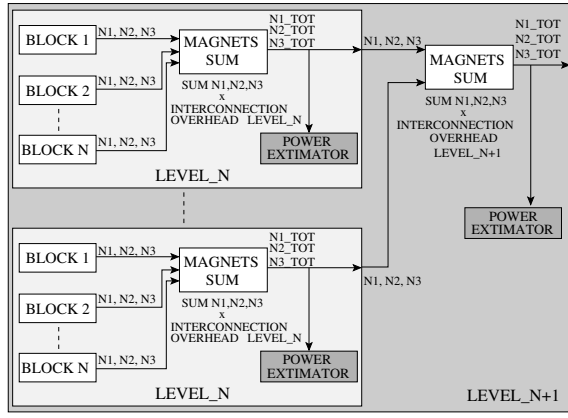 BLOCK 1
N1, N2, N3
BLOCK 2
N1, N2, N3
BLOCK N
N1, N2, N3
MAGNETS
SUM
SUM N1,N2,N3
x
INTERCONNECTION
OVERHEAD LEVEL_N
N1_TOT
N2_TOT
N3_TOT
POWER
EXTIMATOR
LEVEL_N
N1, N2, N3
MAGNETS
SUM
SUM N1,N2,N3
x
INTERCONNECTION
OVERHEAD
LEVEL_N+1
N1_TOT
N2_TOT
N3_TOT
POWER
EXTIMATOR
BLOCK 1
N1, N2, N3
BLOCK 2
N1, N2, N3
BLOCK N
N1, N2, N3
MAGNETS
SUM
SUM N1,N2,N3
x
INTERCONNECTION
OVERHEAD LEVEL_N
N1_TOT
N2_TOT
N3_TOT
N1, N2, N3
POWER
EXTIMATOR
LEVEL_N
LEVEL_N+1